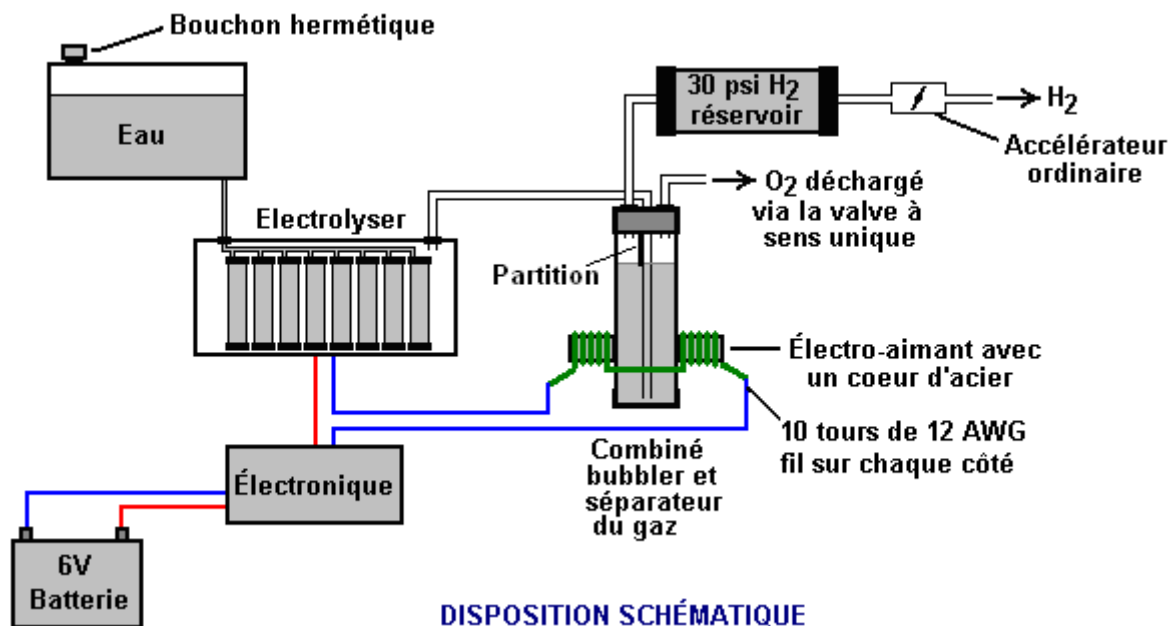 Bouchon hermétique
Eau
30 psi H2
réservoir
H2
Accélérateur
ordinaire
O2 déchargé
via la valve à
sens unique
Electrolyser
Partition
Électro-aimant avec
un coeur d'acier
10 tours de 12 AWG
fil sur chaque côté
Combiné
bubbler et
séparateur
du gaz
Électronique
6V
Batterie
DISPOSITION SCHÉMATIQUE